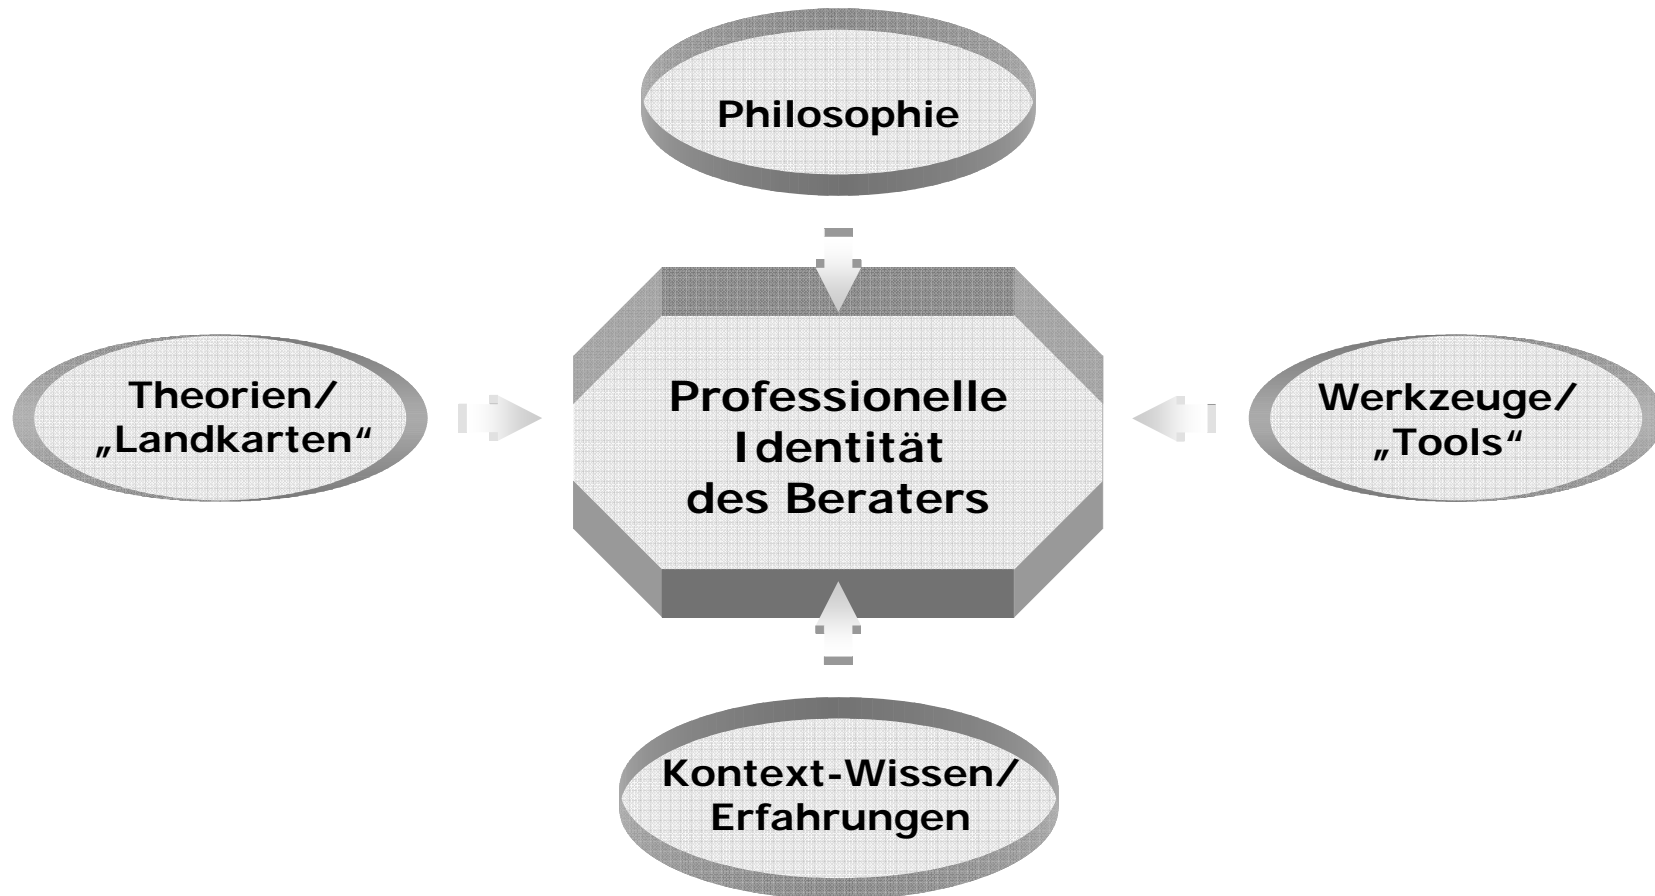 Philosophie
Theorien/
„Landkarten“
Professionelle
Identität
des Beraters
Werkzeuge/
„Tools“
Kontext-Wissen/
Erfahrungen